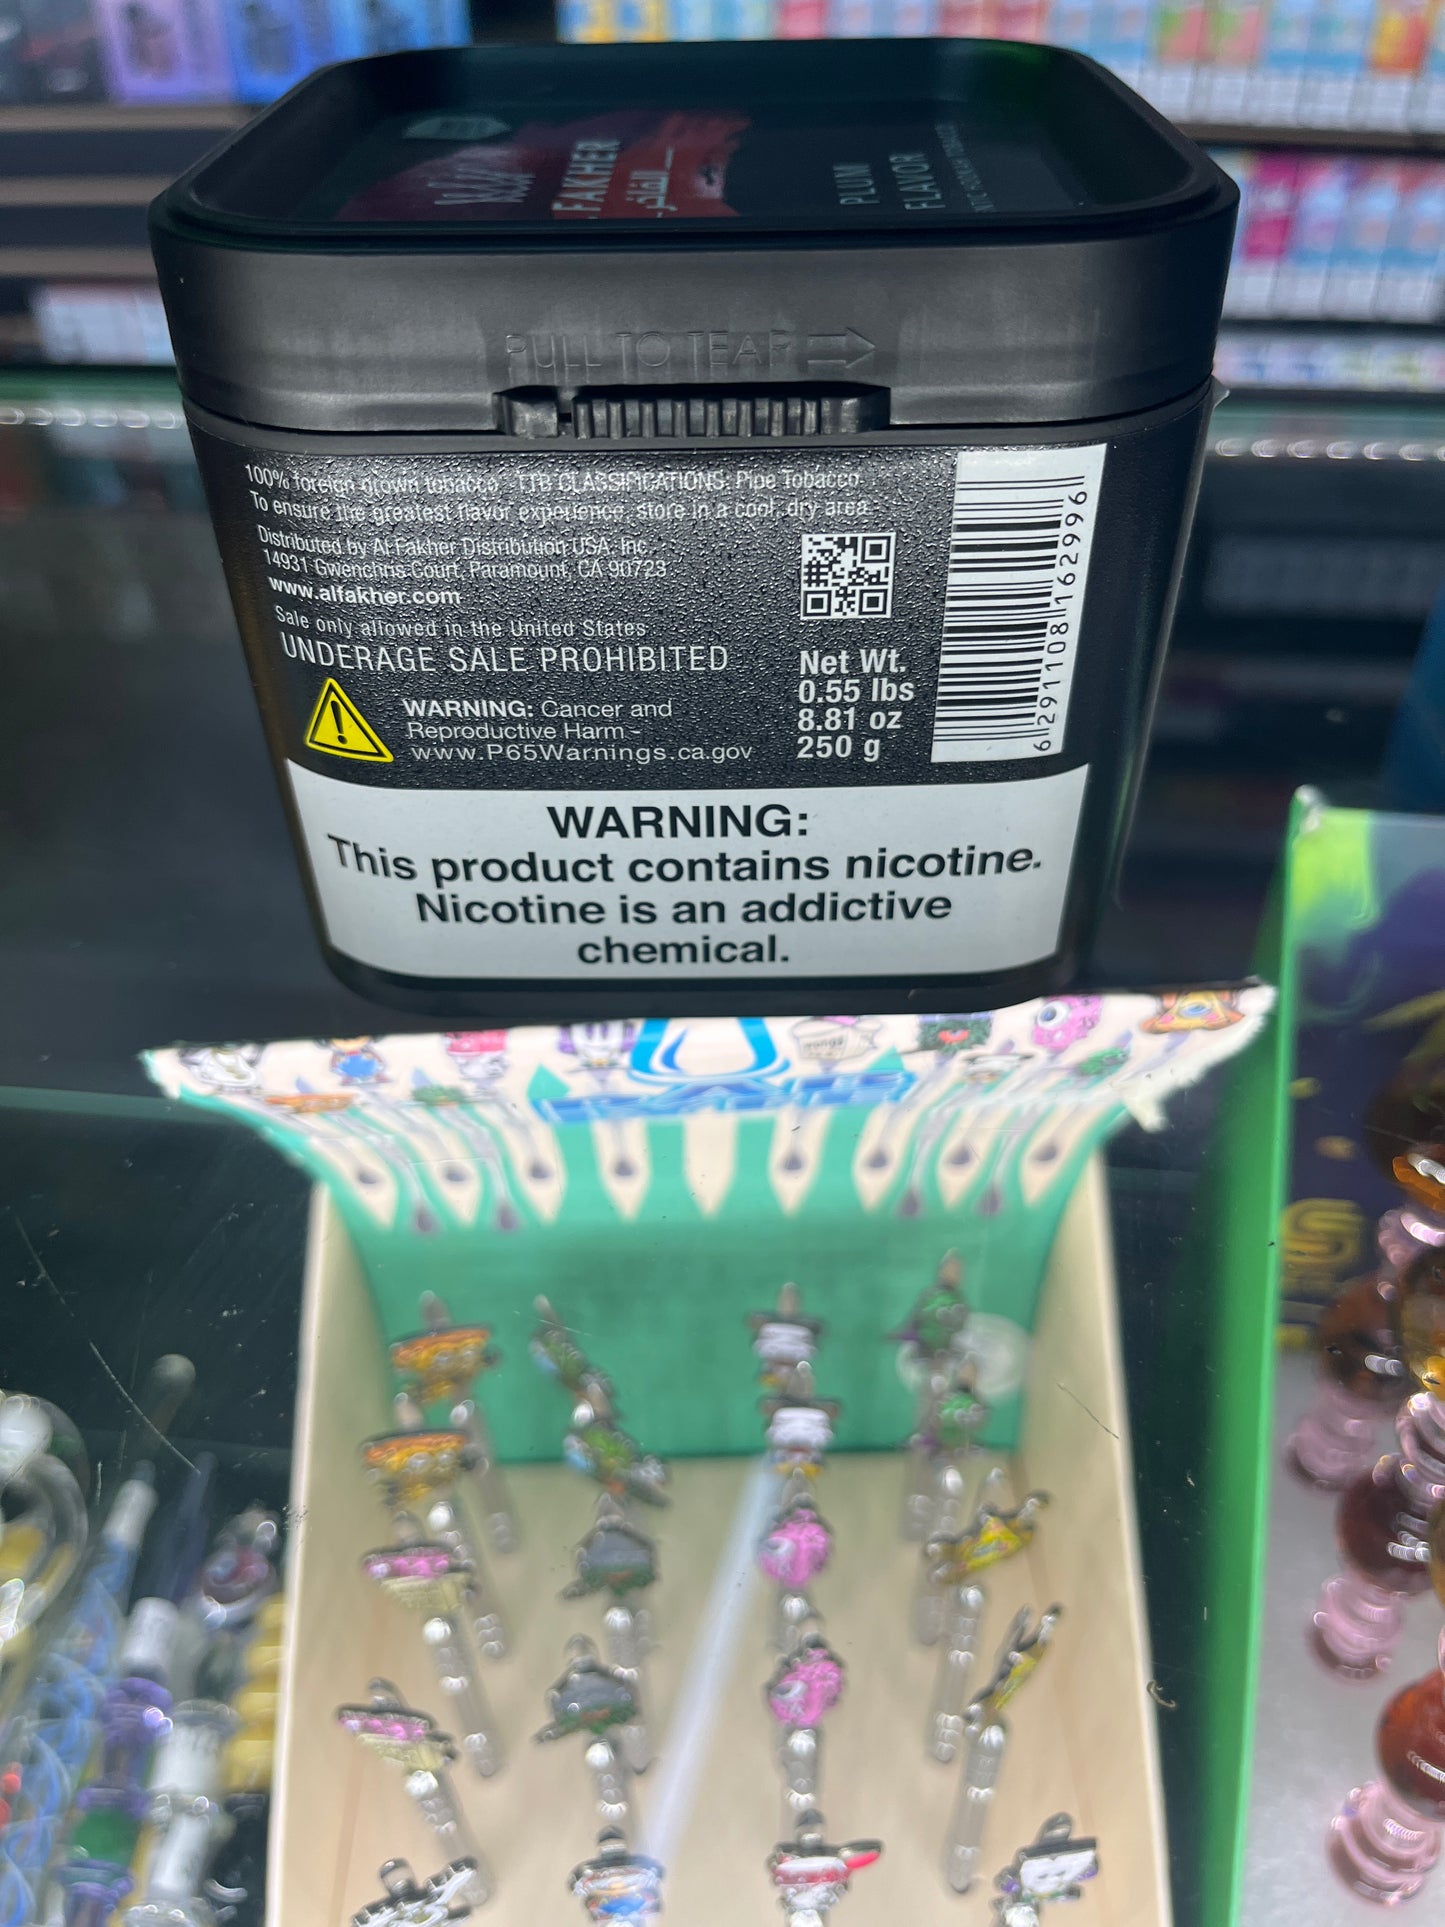 FAKHER
الفاخر
PLUM
FLAVOR
PULL TO TEAR
100% foreign grown tobacco TTB CLASSIFICATIONS: Pipe Tobacco
To ensure the greatest flavor experience, store in a cool, dry area
Distributed by Al Fakher Distribution USA, Inc.
14931 Gwenchris Court, Paramount, CA 90723
www.alfakher.com
Sale only allowed in the United States
UNDERAGE SALE PROHIBITED
WARNING: Cancer and
Reproductive Harm -
www.P65Warnings.ca.gov
Net Wt.
0.55 lbs
8.81 oz
250 g
6 291108 162996
WARNING:
This product contains nicotine.
Nicotine is an addictive
chemical.